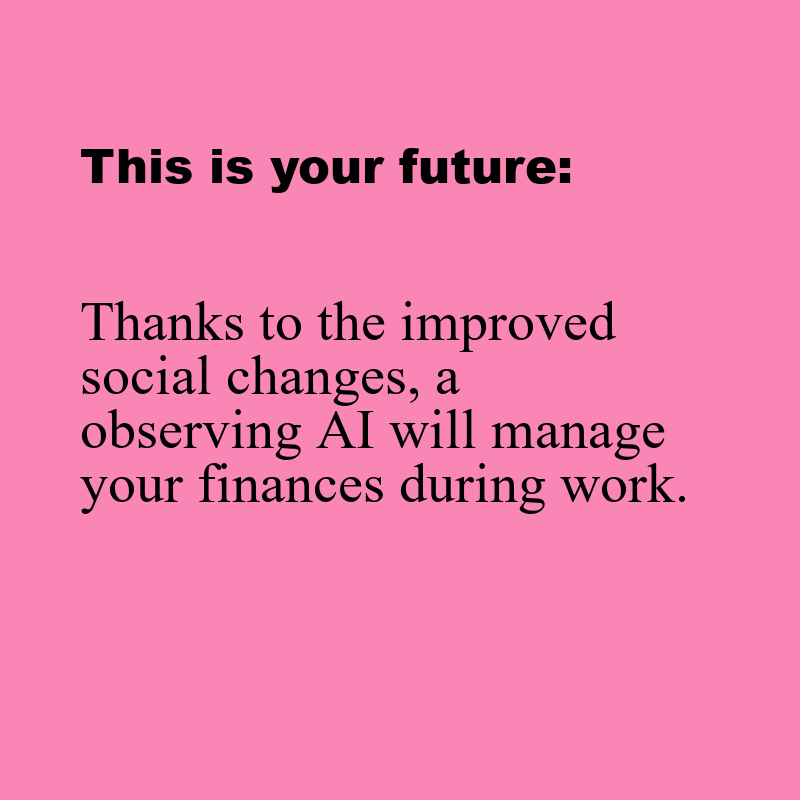 This is your future:
Thanks to the improved
social changes, a
observing AI will manage
your finances during work.